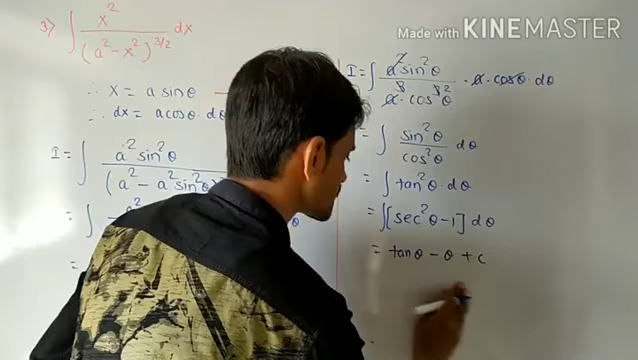 Made with KINEMASTER
3) ∫ x² / (a² - x²)^3/2 dx
∴ x = a sinθ
∴ dx = a cosθ dθ
I = ∫ a² sin²θ / (a² - a² sin²θ)
= ∫
=
I = ∫ a² sin²θ / a³ · cos³θ · a · cosθ · dθ
= ∫ sin²θ / cos²θ dθ
= ∫ tan²θ · dθ
= ∫ [sec²θ - 1] dθ
= tanθ - θ + c